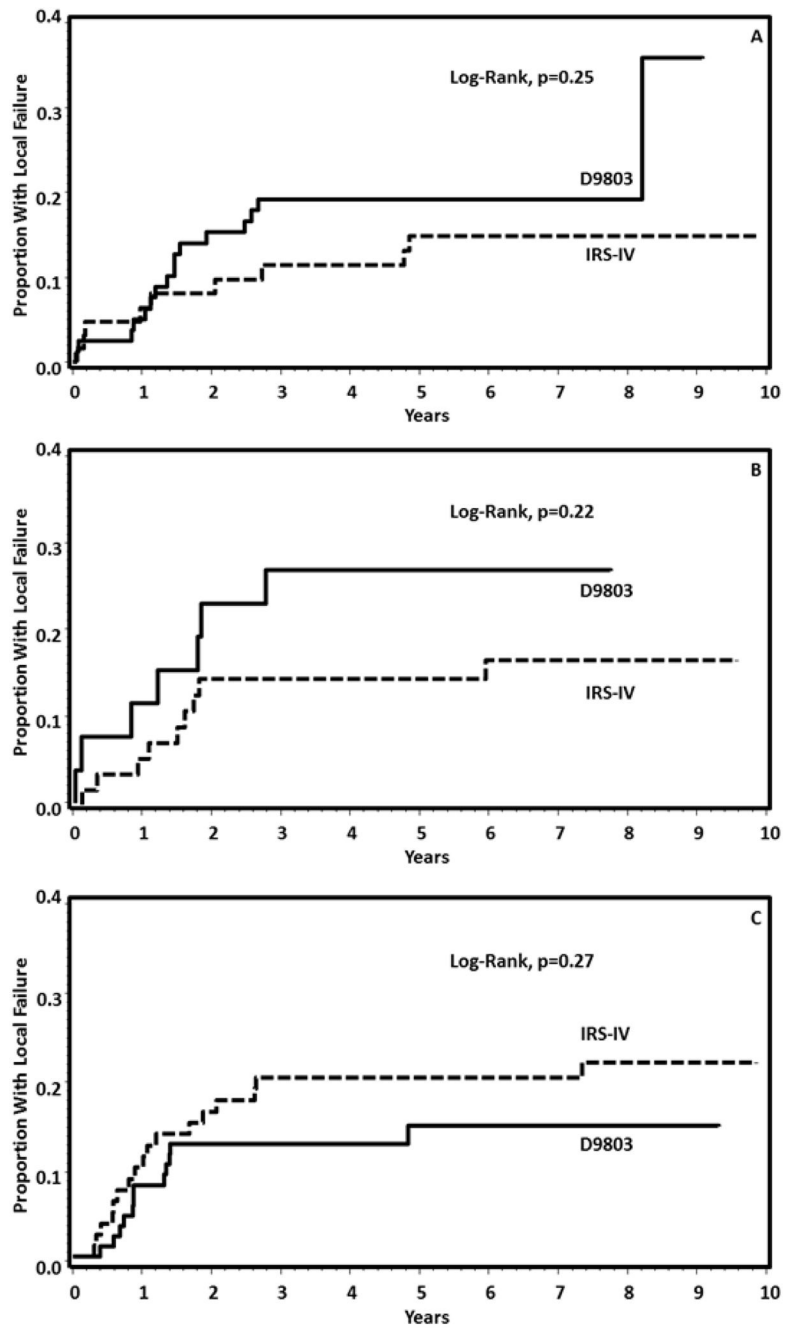 0.4
A
Log-Rank, p=0.25
0.3
D9803
0.2
IRS-IV
0.1
0.0
Proportion With Local Failure
0 1 2 3 4 5 6 7 8 9 10
Years
0.4
B
Log-Rank, p=0.22
0.3
D9803
0.2
IRS-IV
0.1
0.0
Proportion With Local Failure
0 1 2 3 4 5 6 7 8 9 10
Years
0.4
C
Log-Rank, p=0.27
0.3
IRS-IV
0.2
D9803
0.1
0.0
Proportion With Local Failure
0 1 2 3 4 5 6 7 8 9 10
Years